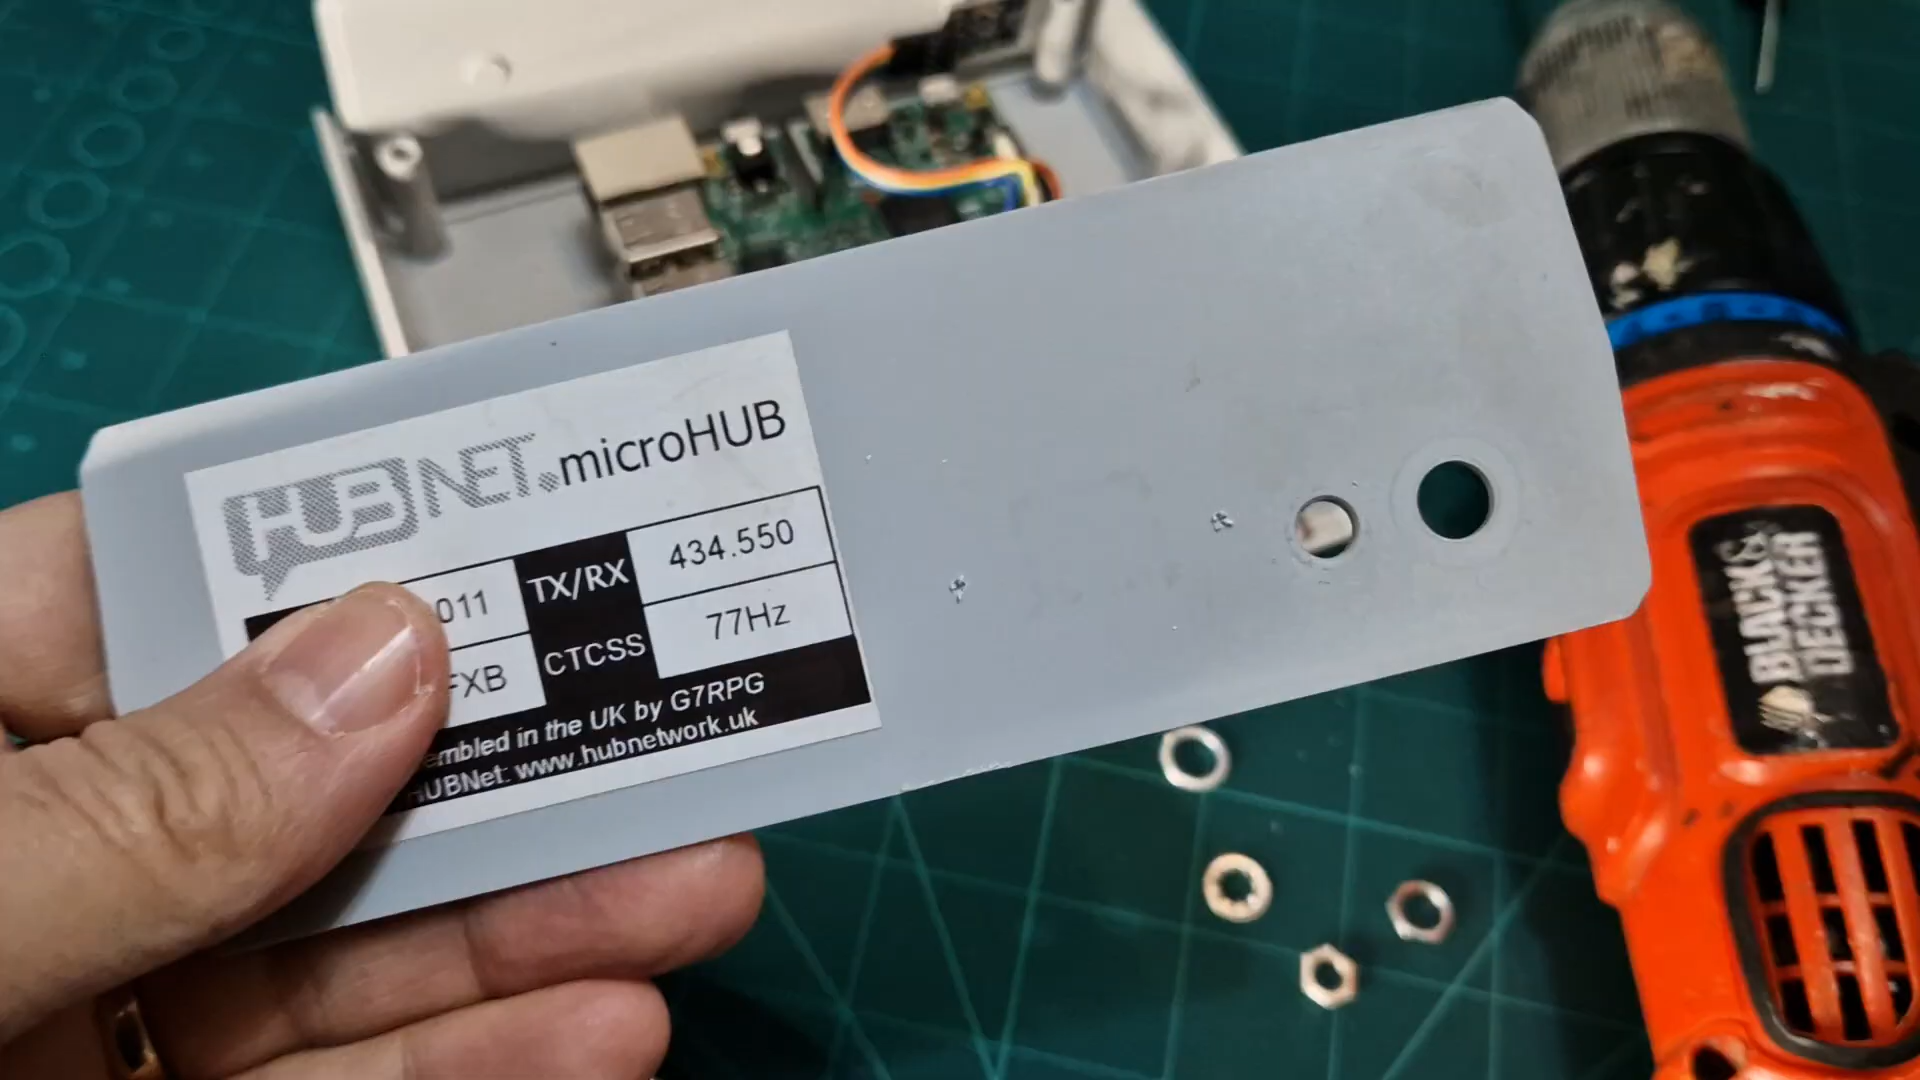 HUBNET.microHUB
011 TX/RX 434.550
FXB CTCSS 77Hz
embled in the UK by G7RPG
HUBNet: www.hubnetwork.uk
BLACK&
DECKER